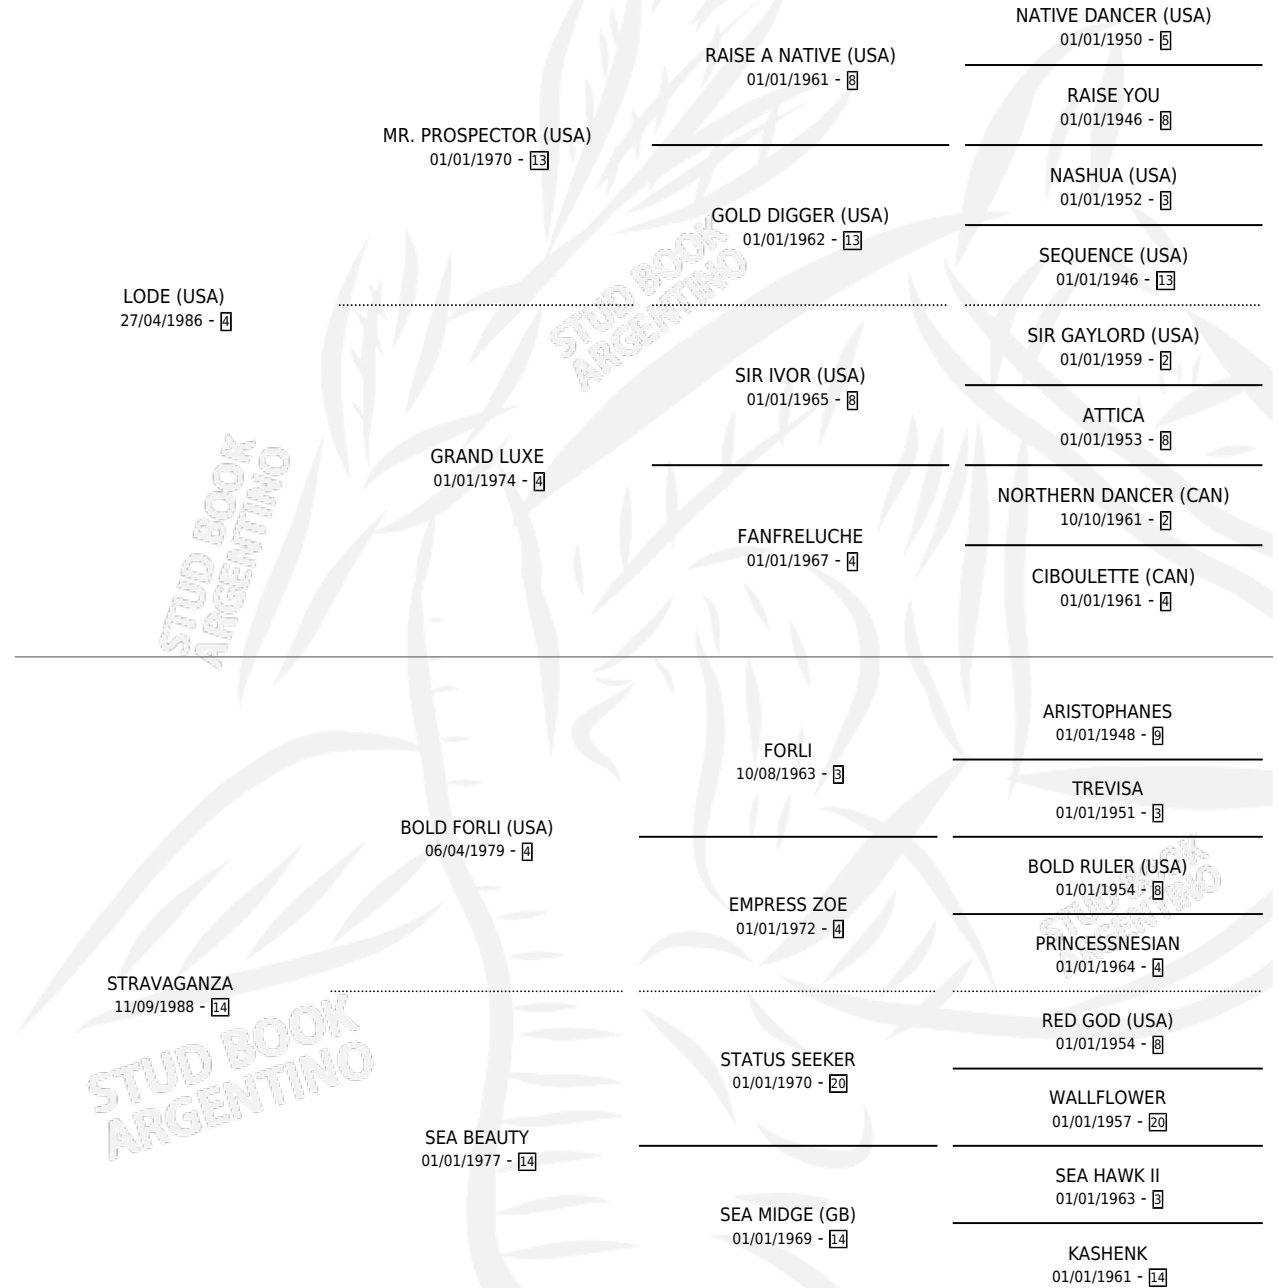 NATIVE DANCER (USA)
01/01/1950 - 5
RAISE A NATIVE (USA)
01/01/1961 - 8
RAISE YOU
01/01/1946 - 8
MR. PROSPECTOR (USA)
01/01/1970 - 13
NASHUA (USA)
01/01/1952 - 3
GOLD DIGGER (USA)
01/01/1962 - 13
SEQUENCE (USA)
01/01/1946 - 13
LODE (USA)
27/04/1986 - 4
STUD BOOK
ARGENTINO
SIR GAYLORD (USA)
01/01/1959 - 2
SIR IVOR (USA)
01/01/1965 - 8
ATTICA
01/01/1953 - 8
GRAND LUXE
01/01/1974 - 4
STUD BOOK
ARGENTINO
NORTHERN DANCER (CAN)
10/10/1961 - 2
FANFRELUCHE
01/01/1967 - 4
CIBOULETTE (CAN)
01/01/1961 - 4
ARISTOPHANES
01/01/1948 - 9
FORLI
10/08/1963 - 3
TREVISA
01/01/1951 - 3
BOLD FORLI (USA)
06/04/1979 - 4
BOLD RULER (USA)
01/01/1954 - 8
STUD BOOK
ARGENTINO
EMPRESS ZOE
01/01/1972 - 4
PRINCESSNESIAN
01/01/1964 - 4
STRAVAGANZA
11/09/1988 - 14
STUD BOOK
ARGENTINO
RED GOD (USA)
01/01/1954 - 8
STATUS SEEKER
01/01/1970 - 20
WALLFLOWER
01/01/1957 - 20
SEA BEAUTY
01/01/1977 - 14
SEA HAWK II
01/01/1963 - 3
SEA MIDGE (GB)
01/01/1969 - 14
KASHENK
01/01/1961 - 14